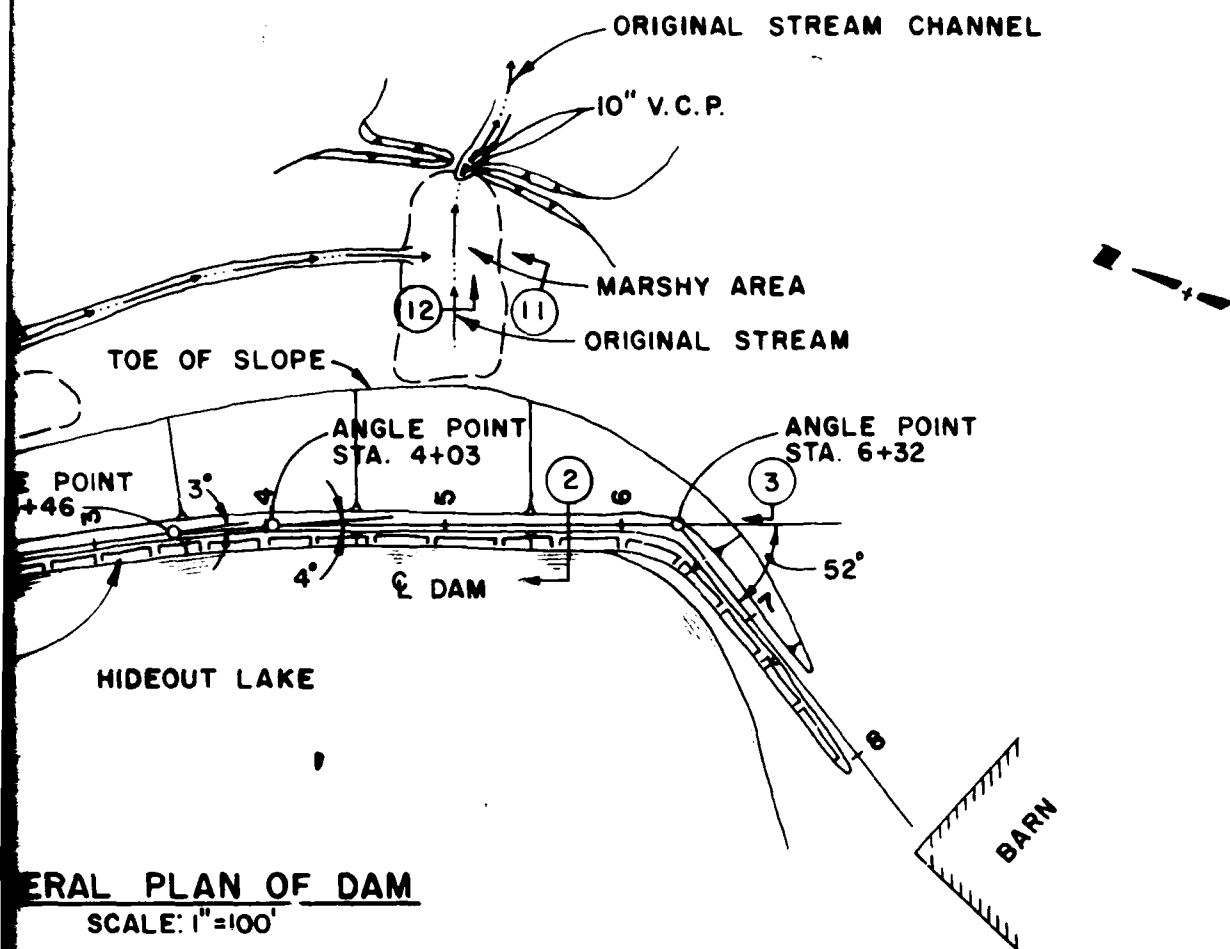 ORIGINAL STREAM CHANNEL
10" V.C.P.
MARSHY AREA
12
11
ORIGINAL STREAM
TOE OF SLOPE
ANGLE POINT
STA. 4+03
ANGLE POINT
STA. 6+32
POINT
+46
3°
3
4
5
2
6
3
4°
℄ DAM
52°
7
HIDEOUT LAKE
8
BARN
ERAL PLAN OF DAM
SCALE: 1"=100'